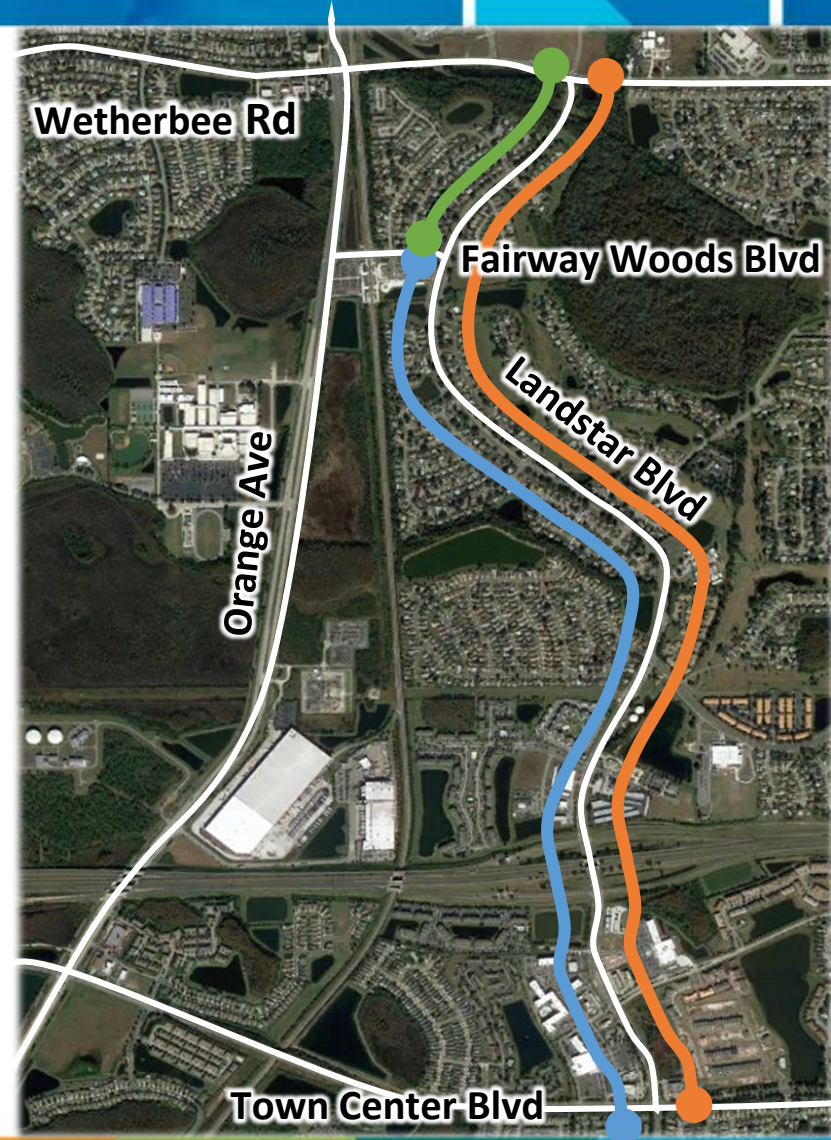 Wetherbee Rd
Fairway Woods Blvd
Landstar Blvd
Orange Ave
Town Center Blvd